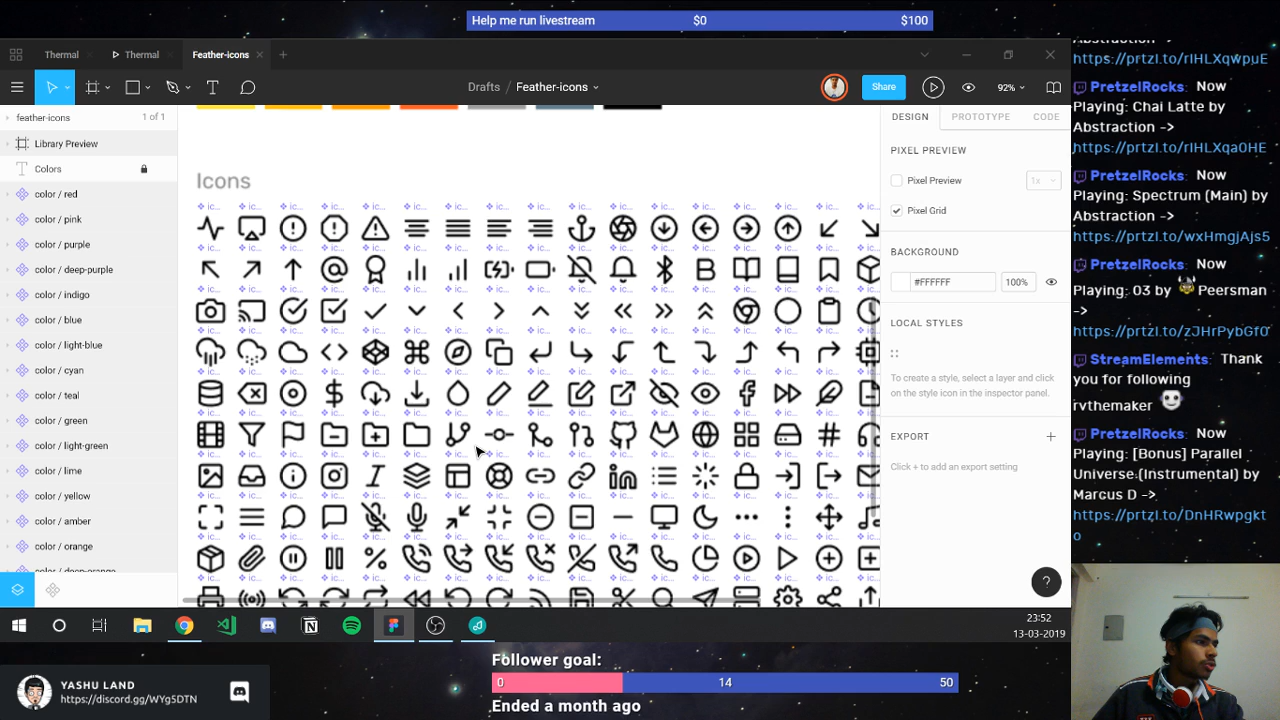 Help me run livestream $0 $100
Thermal Thermal Feather-icons
Drafts / Feather-icons Share 92%
feather-icons 1 of 1
Library Preview
Colors
color / red
color / pink
color / purple
color / deep-purple
color / indigo
color / blue
color / light-blue
color / cyan
color / teal
color / green
color / light-green
color / lime
color / yellow
color / amber
color / orange
color / deep-orange
Icons
DESIGN PROTOTYPE CODE
PIXEL PREVIEW
Pixel Preview 1x
Pixel Grid
BACKGROUND
#FFFFFF 100%
LOCAL STYLES
To create a style, select a layer and click
on the style icon in the inspector panel.
EXPORT
Click + to add an export setting
?
Abstraction ->
https://prtzl.to/rIHLXqwpuE
PretzelRocks: Now
Playing: Chai Latte by
Abstraction ->
https://prtzl.to/rIHLXqa0HE
PretzelRocks: Now
Playing: Spectrum (Main) by
Abstraction ->
https://prtzl.to/wxHmgjAjs5
PretzelRocks: Now
Playing: 03 by Peersman
->
https://prtzl.to/zJHrPybGf0
StreamElements: Thank
you for following
rvthemaker
PretzelRocks: Now
Playing: [Bonus] Parallel
Universe (Instrumental) by
Marcus D ->
https://prtzl.to/DnHRwpgkt
o
23:52
13-03-2019
YASHU LAND
https://discord.gg/WYg5DTN
Follower goal:
0 14 50
Ended a month ago